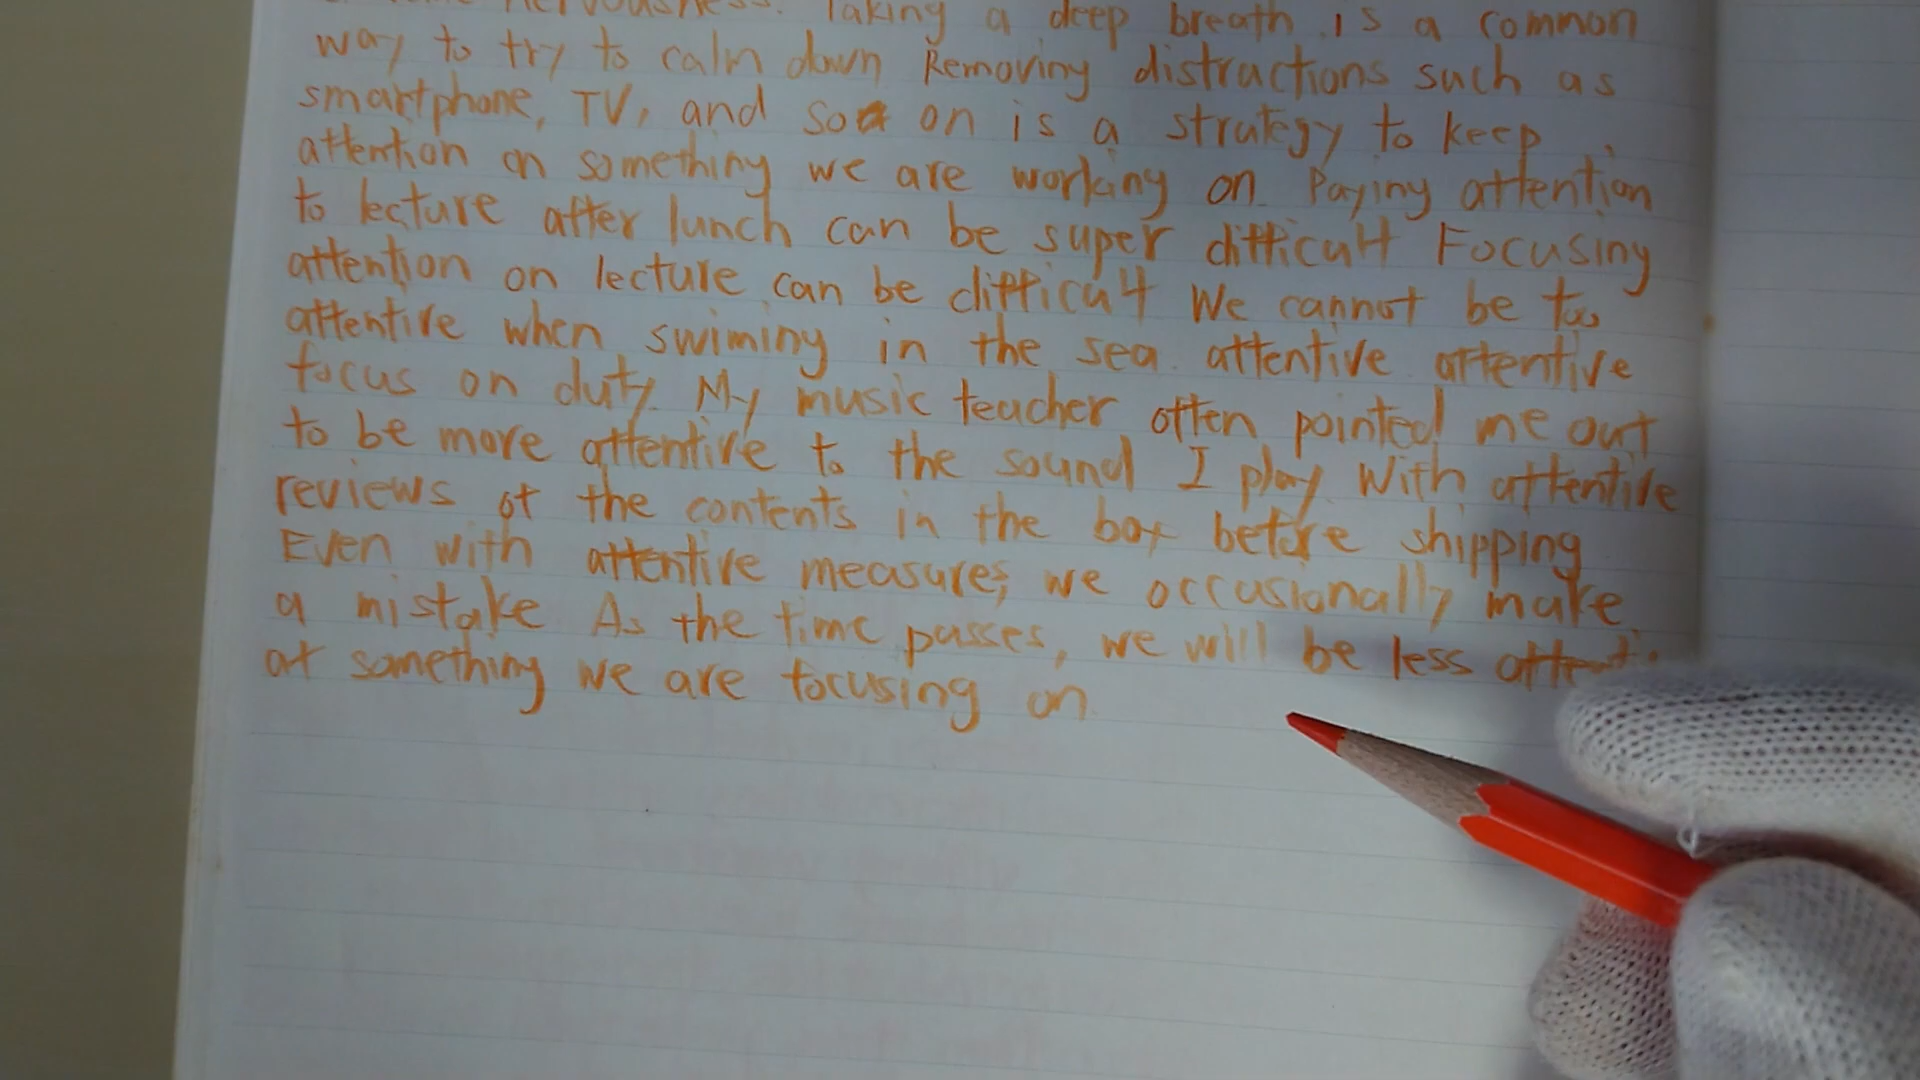 nervousness. Taking a deep breath is a common
way to try to calm down Removing distractions such as
smartphone, TV, and so on is a strategy to keep
attention on something we are working on. Paying attention
to lecture after lunch can be super difficult Focusing
attention on lecture can be difficult We cannot be too
attentive when swiming in the sea. attentive attentive
focus on duty. My music teacher often pointed me out
to be more attentive to the sound I play. With attentive
reviews of the contents in the box before shipping
Even with attentive measures, we occasionally make
a mistake As the time passes, we will be less
at something we are focusing on.